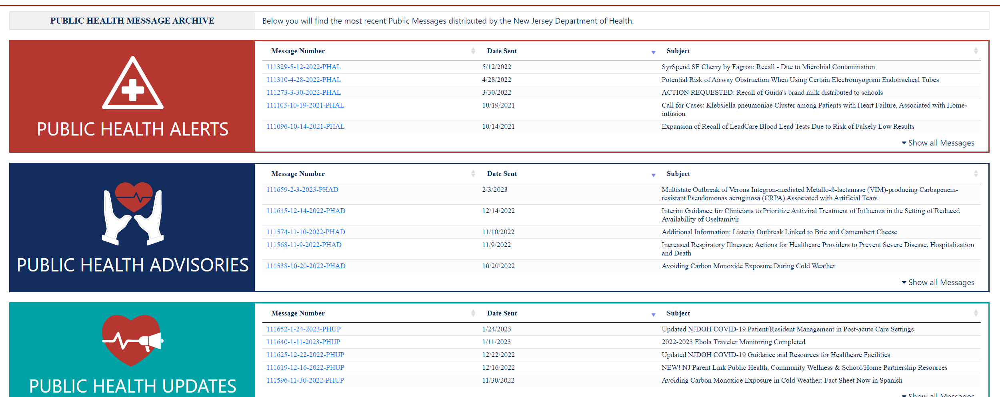 PUBLIC HEALTH MESSAGE ARCHIVE
Below you will find the most recent Public Messages distributed by the New Jersey Department of Health.
PUBLIC HEALTH ALERTS
Message Number Date Sent Subject
111329-5-12-2022-PHAL 5/12/2022 SyrSpend SF Cherry by Fagron: Recall - Due to Microbial Contamination
111310-4-28-2022-PHAL 4/28/2022 Potential Risk of Airway Obstruction When Using Certain Electromyogram Endotracheal Tubes
111273-3-30-2022-PHAL 3/30/2022 ACTION REQUESTED: Recall of Guida's brand milk distributed to schools
111103-10-19-2021-PHAL 10/19/2021 Call for Cases: Klebsiella pneumoniae Cluster among Patients with Heart Failure, Associated with Home-
infusion
111096-10-14-2021-PHAL 10/14/2021 Expansion of Recall of LeadCare Blood Lead Tests Due to Risk of Falsely Low Results
Show all Messages
PUBLIC HEALTH ADVISORIES
Message Number Date Sent Subject
111659-2-3-2023-PHAD 2/3/2023 Multistate Outbreak of Verona Integron-mediated Metallo-ß-lactamase (VIM)-producing Carbapenem-
resistant Pseudomonas aeruginosa (CRPA) Associated with Artificial Tears
111615-12-14-2022-PHAD 12/14/2022 Interim Guidance for Clinicians to Prioritize Antiviral Treatment of Influenza in the Setting of Reduced
Availability of Oseltamivir
111574-11-10-2022-PHAD 11/10/2022 Additional Information: Listeria Outbreak Linked to Brie and Camembert Cheese
111568-11-9-2022-PHAD 11/9/2022 Increased Respiratory Illnesses: Actions for Healthcare Providers to Prevent Severe Disease, Hospitalization
and Death
111538-10-20-2022-PHAD 10/20/2022 Avoiding Carbon Monoxide Exposure During Cold Weather
Show all Messages
PUBLIC HEALTH UPDATES
Message Number Date Sent Subject
111652-1-24-2023-PHUP 1/24/2023 Updated NJDOH COVID-19 Patient/Resident Management in Post-acute Care Settings
111640-1-11-2023-PHUP 1/11/2023 2022-2023 Ebola Traveler Monitoring Completed
111625-12-22-2022-PHUP 12/22/2022 Updated NJDOH COVID-19 Guidance and Resources for Healthcare Facilities
111619-12-16-2022-PHUP 12/16/2022 NEW! NJ Parent Link Public Health, Community Wellness & School/Home Partnership Resources
111596-11-30-2022-PHUP 11/30/2022 Avoiding Carbon Monoxide Exposure in Cold Weather: Fact Sheet Now in Spanish
Show all Messages